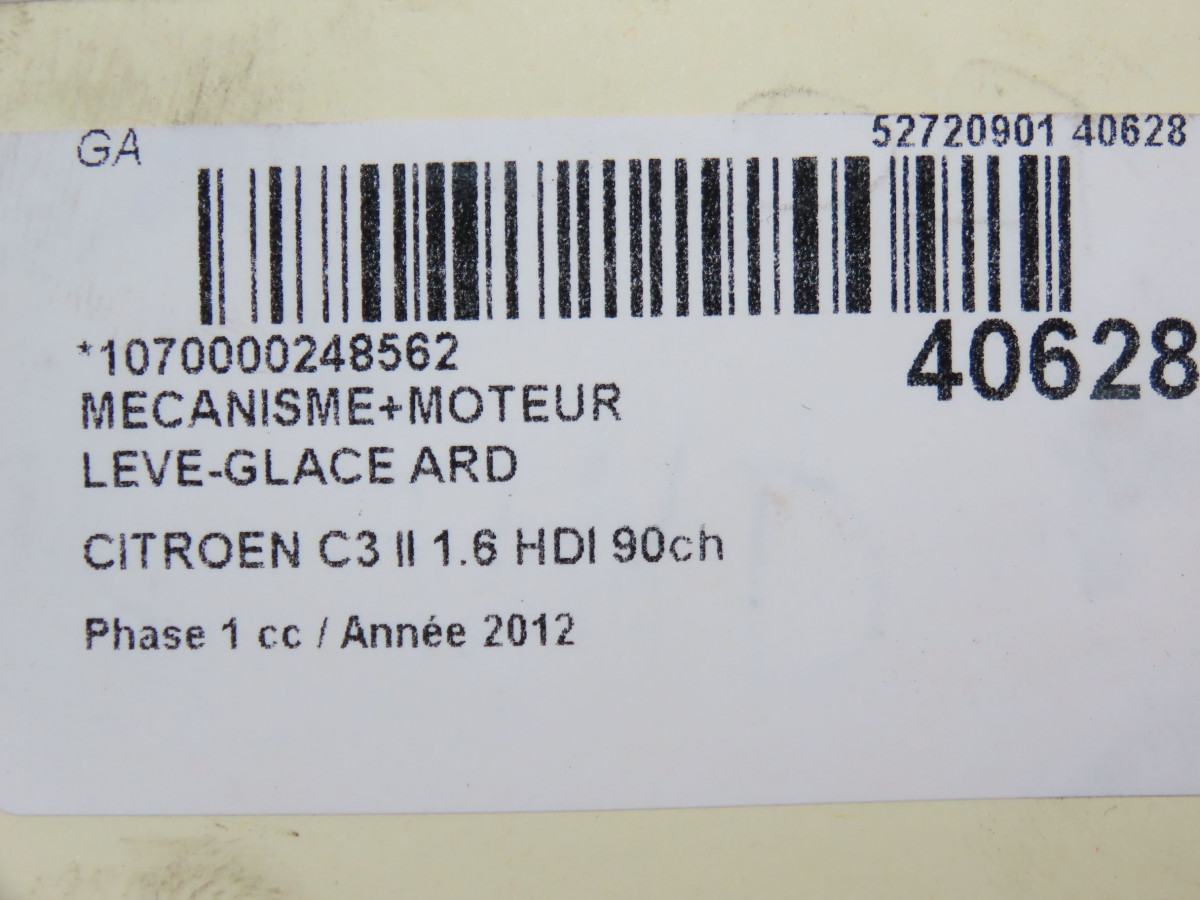 GA
52720901 40628
*1070000248562
40628
MECANISME+MOTEUR
LEVE-GLACE ARD
CITROEN C3 II 1.6 HDI 90ch
Phase 1 cc / Année 2012